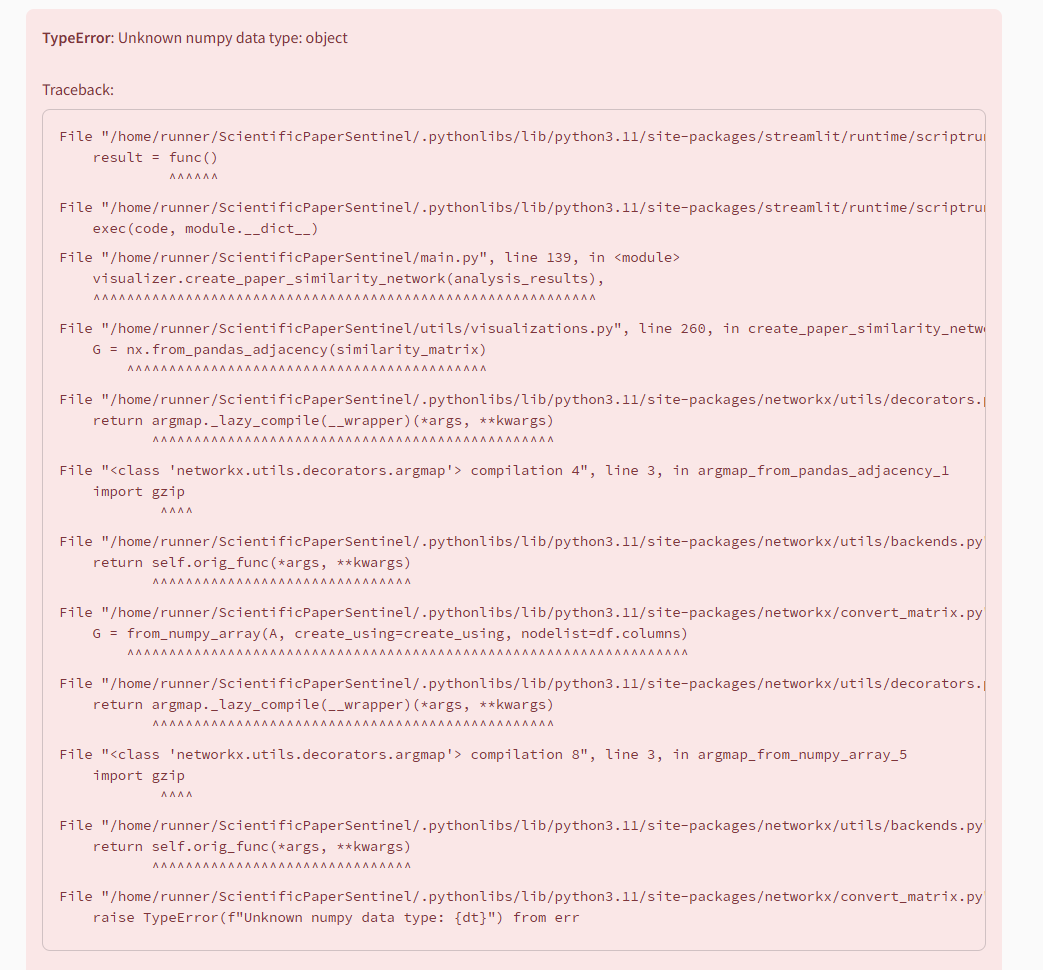 TypeError: Unknown numpy data type: object
Traceback:
File "/home/runner/ScientificPaperSentinel/.pythonlibs/lib/python3.11/site-packages/streamlit/runtime/scriptru
result = func()
^^^^^^
File "/home/runner/ScientificPaperSentinel/.pythonlibs/lib/python3.11/site-packages/streamlit/runtime/scriptru
exec(code, module.__dict__)
File "/home/runner/ScientificPaperSentinel/main.py", line 139, in <module>
visualizer.create_paper_similarity_network(analysis_results),
^^^^^^^^^^^^^^^^^^^^^^^^^^^^^^^^^^^^^^^^^^^^^^^^^^^^^^^^^^^^
File "/home/runner/ScientificPaperSentinel/utils/visualizations.py", line 260, in create_paper_similarity_netw
G = nx.from_pandas_adjacency(similarity_matrix)
^^^^^^^^^^^^^^^^^^^^^^^^^^^^^^^^^^^^^^^^^^^
File "/home/runner/ScientificPaperSentinel/.pythonlibs/lib/python3.11/site-packages/networkx/utils/decorators.p
return argmap._lazy_compile(__wrapper)(*args, **kwargs)
^^^^^^^^^^^^^^^^^^^^^^^^^^^^^^^^^^^^^^^^^^^^^^^^
File "<class 'networkx.utils.decorators.argmap'> compilation 4", line 3, in argmap_from_pandas_adjacency_1
import gzip
^^^^
File "/home/runner/ScientificPaperSentinel/.pythonlibs/lib/python3.11/site-packages/networkx/utils/backends.py"
return self.orig_func(*args, **kwargs)
^^^^^^^^^^^^^^^^^^^^^^^^^^^^^^^
File "/home/runner/ScientificPaperSentinel/.pythonlibs/lib/python3.11/site-packages/networkx/convert_matrix.py"
G = from_numpy_array(A, create_using=create_using, nodelist=df.columns)
^^^^^^^^^^^^^^^^^^^^^^^^^^^^^^^^^^^^^^^^^^^^^^^^^^^^^^^^^^^^^^^^^^^
File "/home/runner/ScientificPaperSentinel/.pythonlibs/lib/python3.11/site-packages/networkx/utils/decorators.p
return argmap._lazy_compile(__wrapper)(*args, **kwargs)
^^^^^^^^^^^^^^^^^^^^^^^^^^^^^^^^^^^^^^^^^^^^^^^^
File "<class 'networkx.utils.decorators.argmap'> compilation 8", line 3, in argmap_from_numpy_array_5
import gzip
^^^^
File "/home/runner/ScientificPaperSentinel/.pythonlibs/lib/python3.11/site-packages/networkx/utils/backends.py"
return self.orig_func(*args, **kwargs)
^^^^^^^^^^^^^^^^^^^^^^^^^^^^^^^
File "/home/runner/ScientificPaperSentinel/.pythonlibs/lib/python3.11/site-packages/networkx/convert_matrix.py"
raise TypeError(f"Unknown numpy data type: {dt}") from err